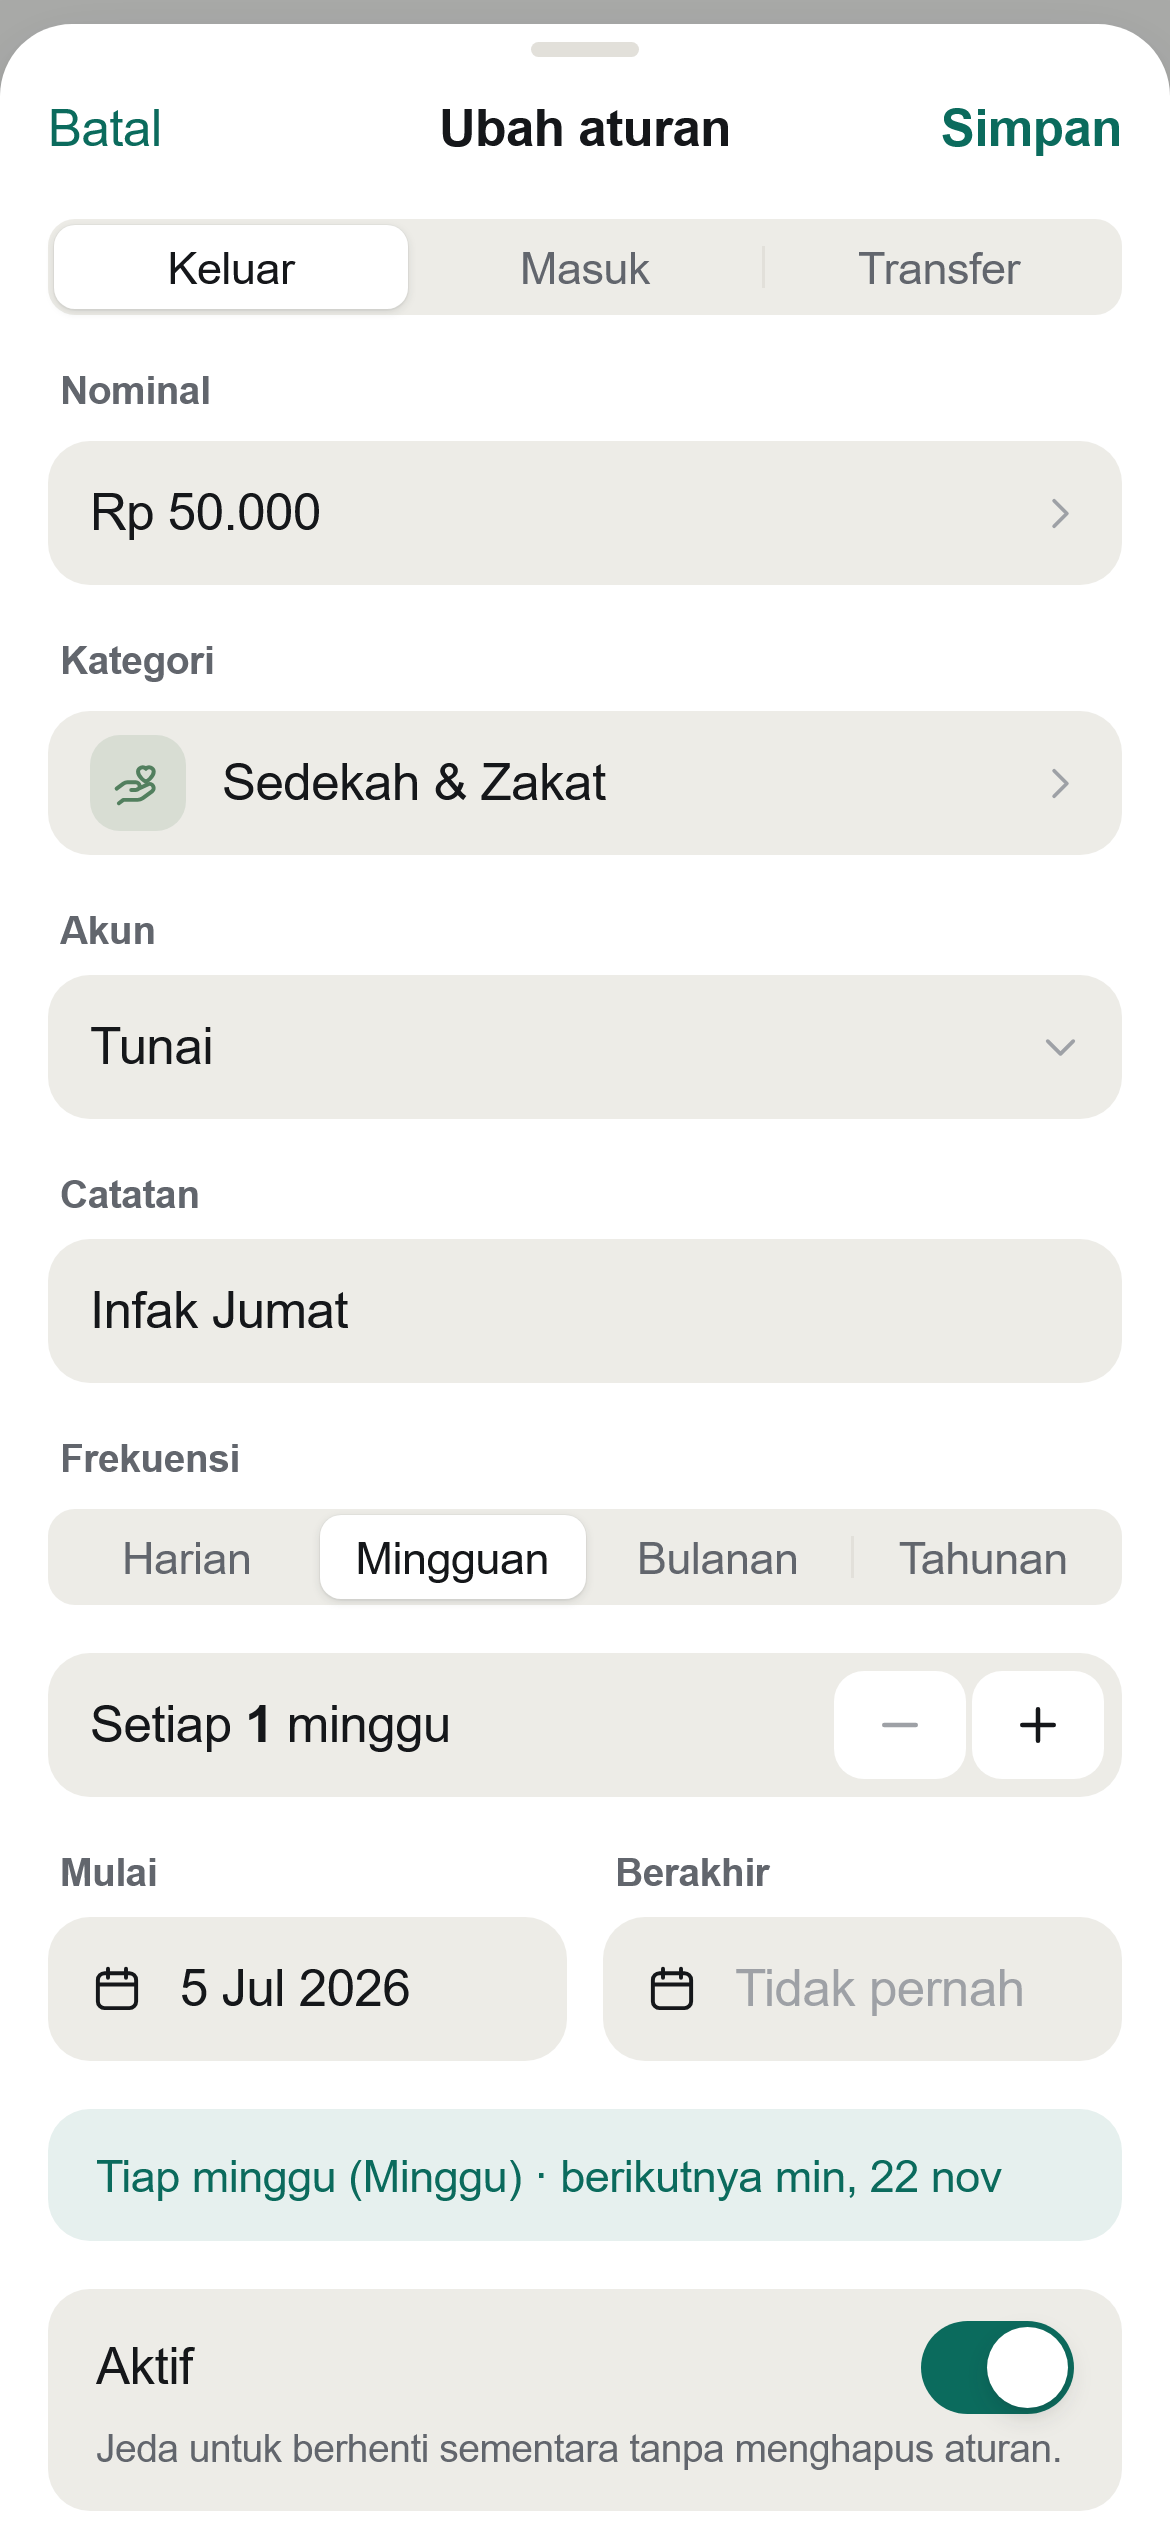 Batal
Ubah aturan
Simpan
Keluar
Masuk
Transfer
Nominal
Rp 50.000
Kategori
Sedekah & Zakat
Akun
Tunai
Catatan
Infak Jumat
Frekuensi
Harian
Mingguan
Bulanan
Tahunan
Setiap 1 minggu
Mulai
Berakhir
5 Jul 2026
Tidak pernah
Tiap minggu (Minggu) · berikutnya min, 22 nov
Aktif
Jeda untuk berhenti sementara tanpa menghapus aturan.